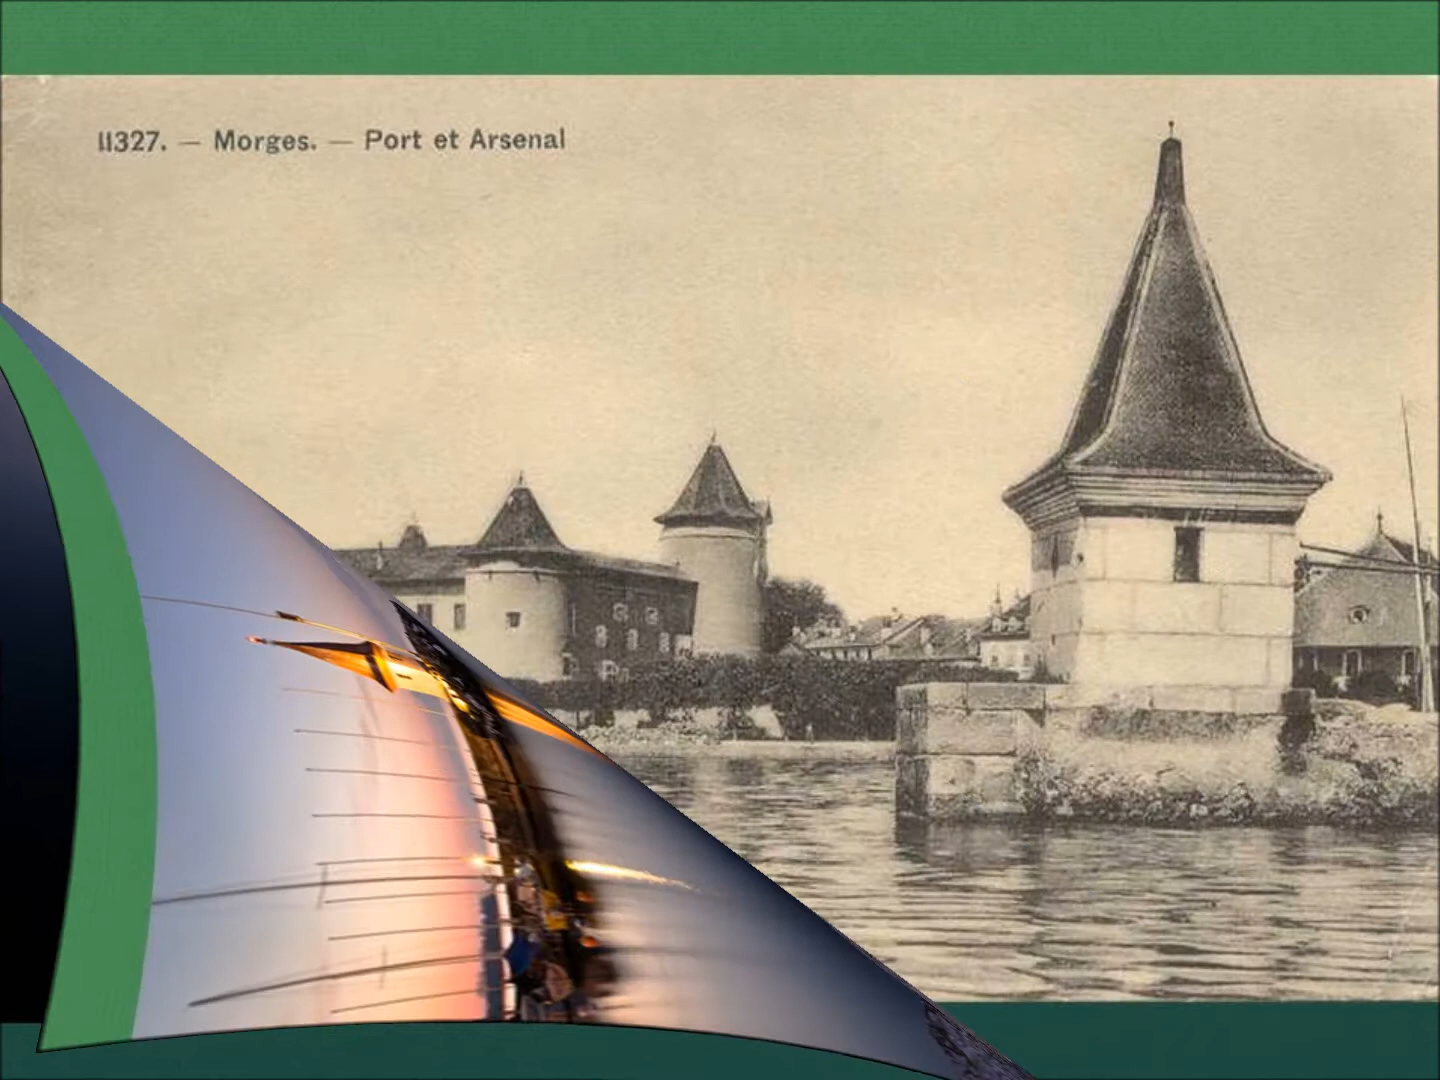 11327. — Morges. — Port et Arsenal